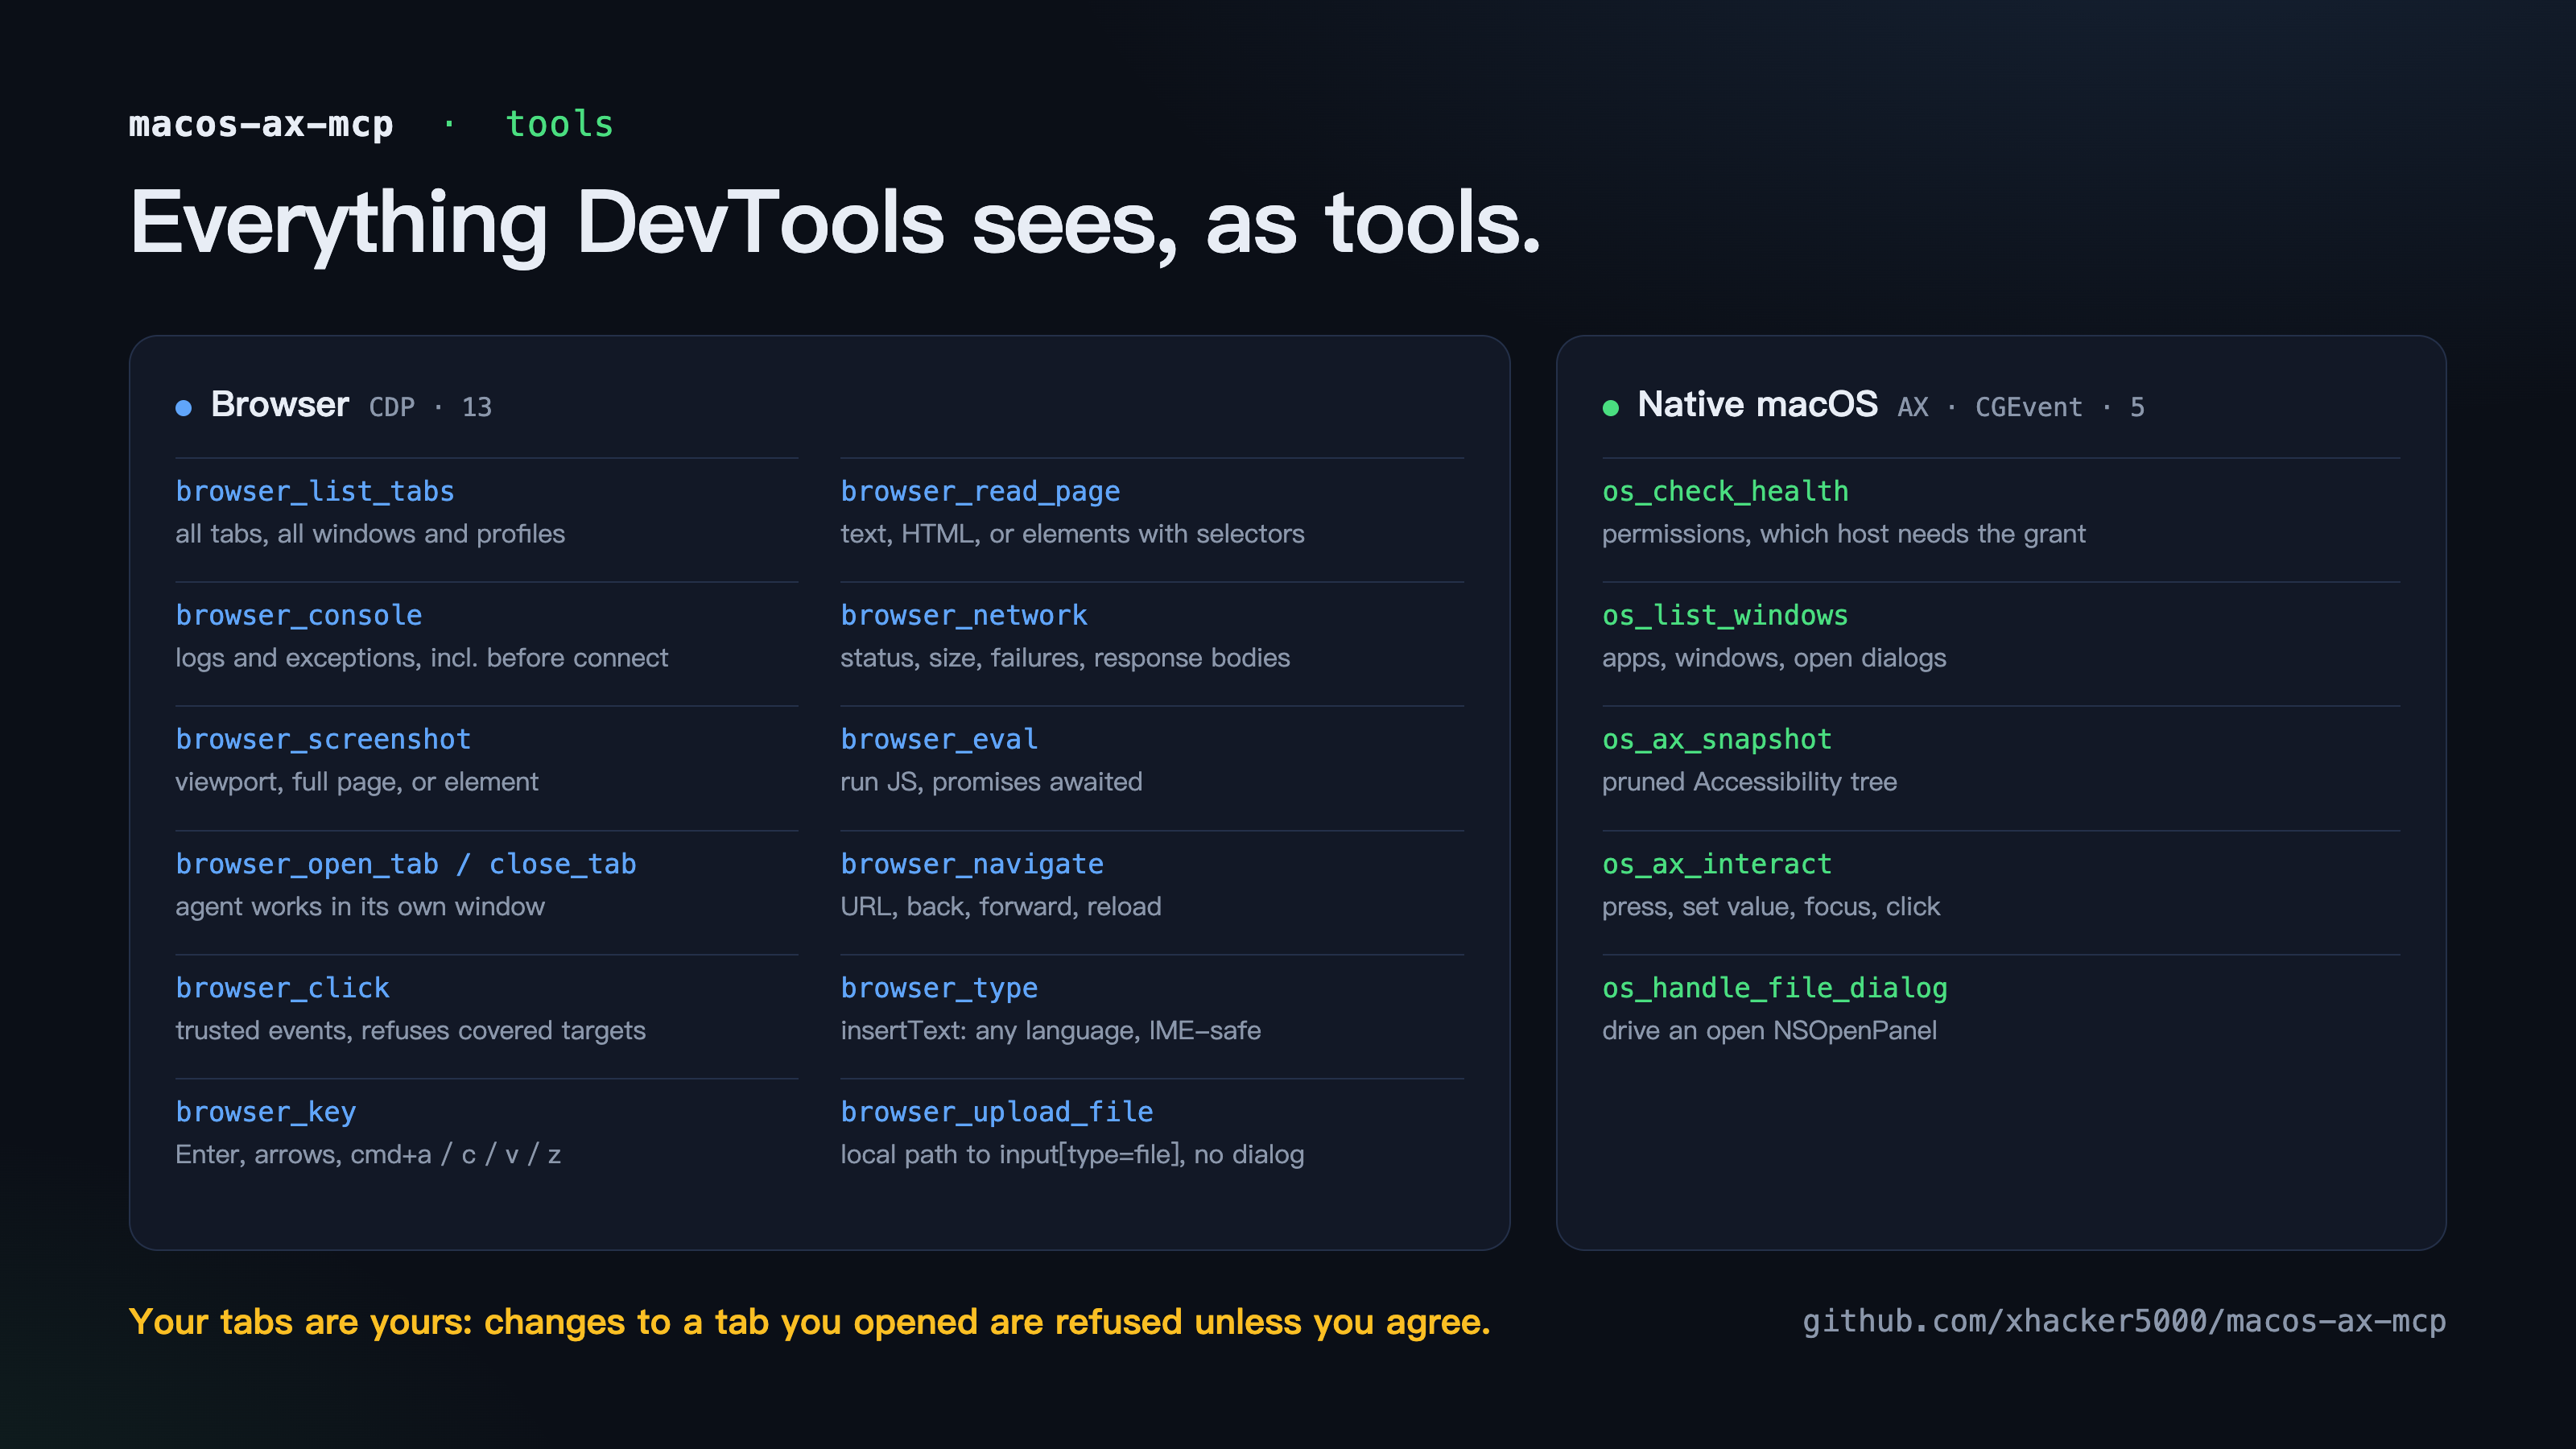 macos-ax-mcp · tools
Everything DevTools sees, as tools.
Browser CDP · 13
browser_list_tabs
all tabs, all windows and profiles
browser_read_page
text, HTML, or elements with selectors
browser_console
logs and exceptions, incl. before connect
browser_network
status, size, failures, response bodies
browser_screenshot
viewport, full page, or element
browser_eval
run JS, promises awaited
browser_open_tab / close_tab
agent works in its own window
browser_navigate
URL, back, forward, reload
browser_click
trusted events, refuses covered targets
browser_type
insertText: any language, IME-safe
browser_key
Enter, arrows, cmd+a / c / v / z
browser_upload_file
local path to input[type=file], no dialog
Native macOS AX · CGEvent · 5
os_check_health
permissions, which host needs the grant
os_list_windows
apps, windows, open dialogs
os_ax_snapshot
pruned Accessibility tree
os_ax_interact
press, set value, focus, click
os_handle_file_dialog
drive an open NSOpenPanel
Your tabs are yours: changes to a tab you opened are refused unless you agree.
github.com/xhacker5000/macos-ax-mcp